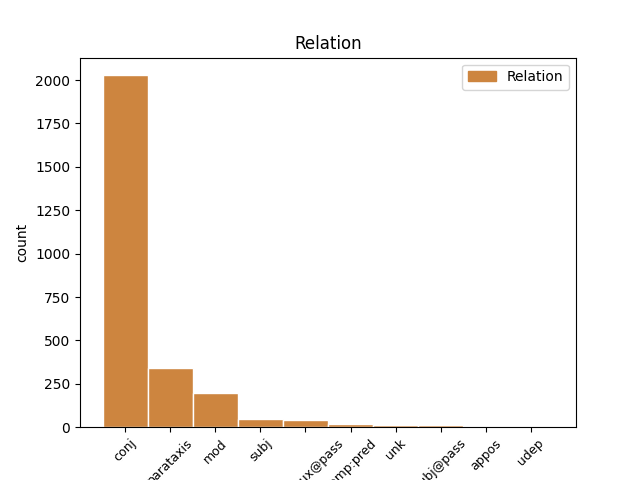 Relation
Relation
2000
1750
1500
1250
1000
750
500
250
0
count
conj
parataxis
mod
subj
unk
appos
udep